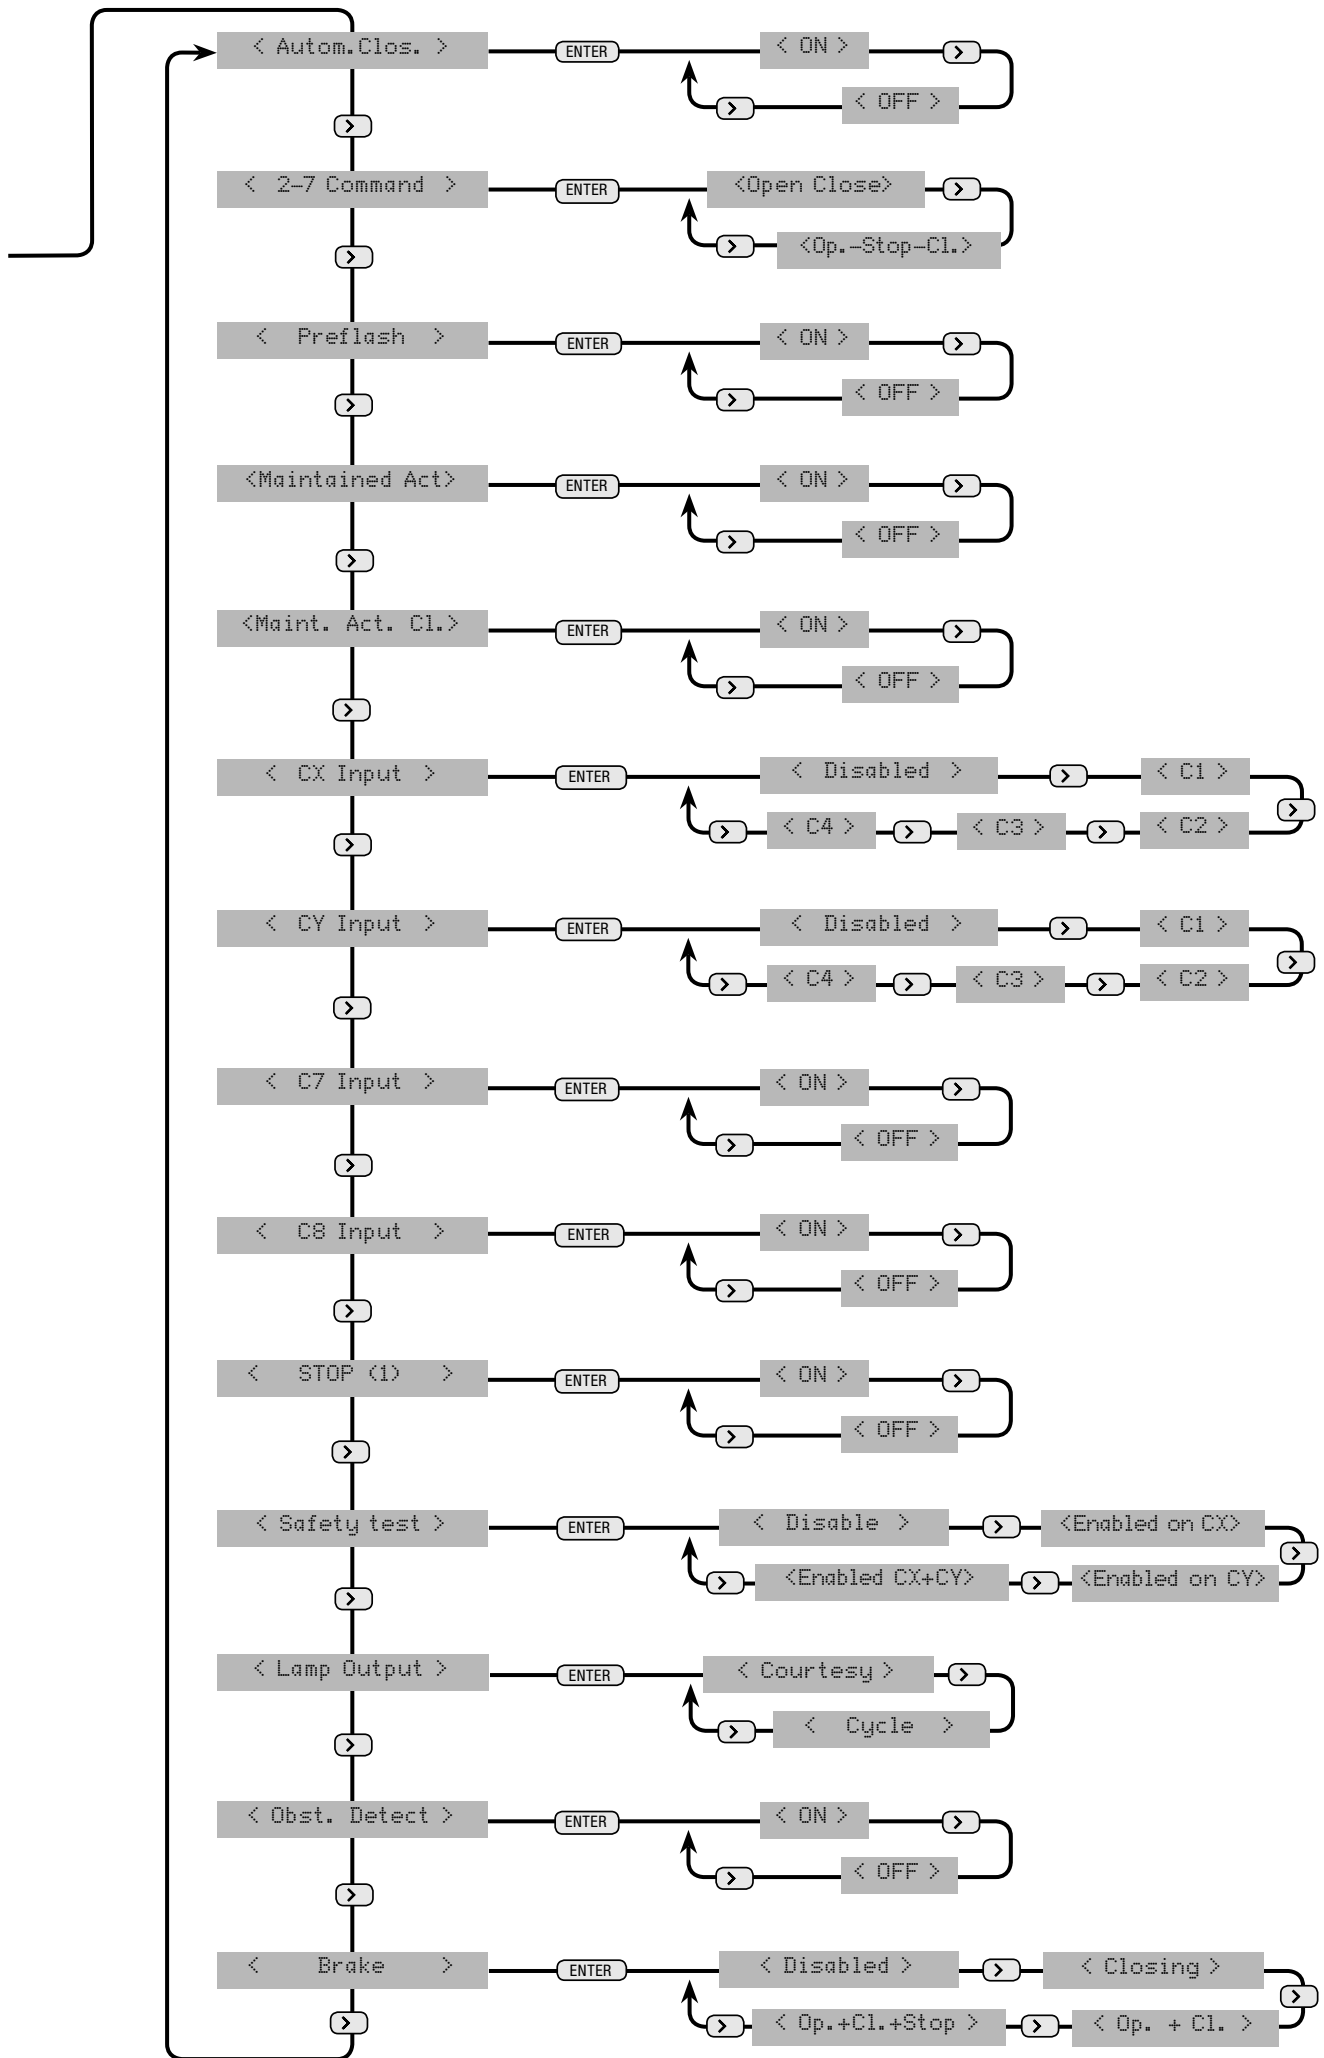 < Autom.Clos. > ENTER < ON > >
> < OFF >
>
< 2-7 Command > ENTER <Open Close> >
> <Op.-Stop-Cl.>
>
< Preflash > ENTER < ON > >
> < OFF >
>
<Maintained Act> ENTER < ON > >
> < OFF >
>
<Maint. Act. Cl.> ENTER < ON > >
> < OFF >
>
< CX Input > ENTER < Disabled > > < C1 >
>
> < C4 > > < C3 > > < C2 >
>
< CY Input > ENTER < Disabled > > < C1 >
>
> < C4 > > < C3 > > < C2 >
>
< C7 Input > ENTER < ON > >
> < OFF >
>
< C8 Input > ENTER < ON > >
> < OFF >
>
< STOP (1) > ENTER < ON > >
> < OFF >
>
< Safety test > ENTER < Disable > > <Enabled on CX>
>
> <Enabled CX+CY> > <Enabled on CY>
>
< Lamp Output > ENTER < Courtesy > >
> < Cycle >
>
< Obst. Detect > ENTER < ON > >
> < OFF >
>
< Brake > ENTER < Disabled > > < Closing >
>
> < Op.+Cl.+Stop > > < Op. + Cl. >
>